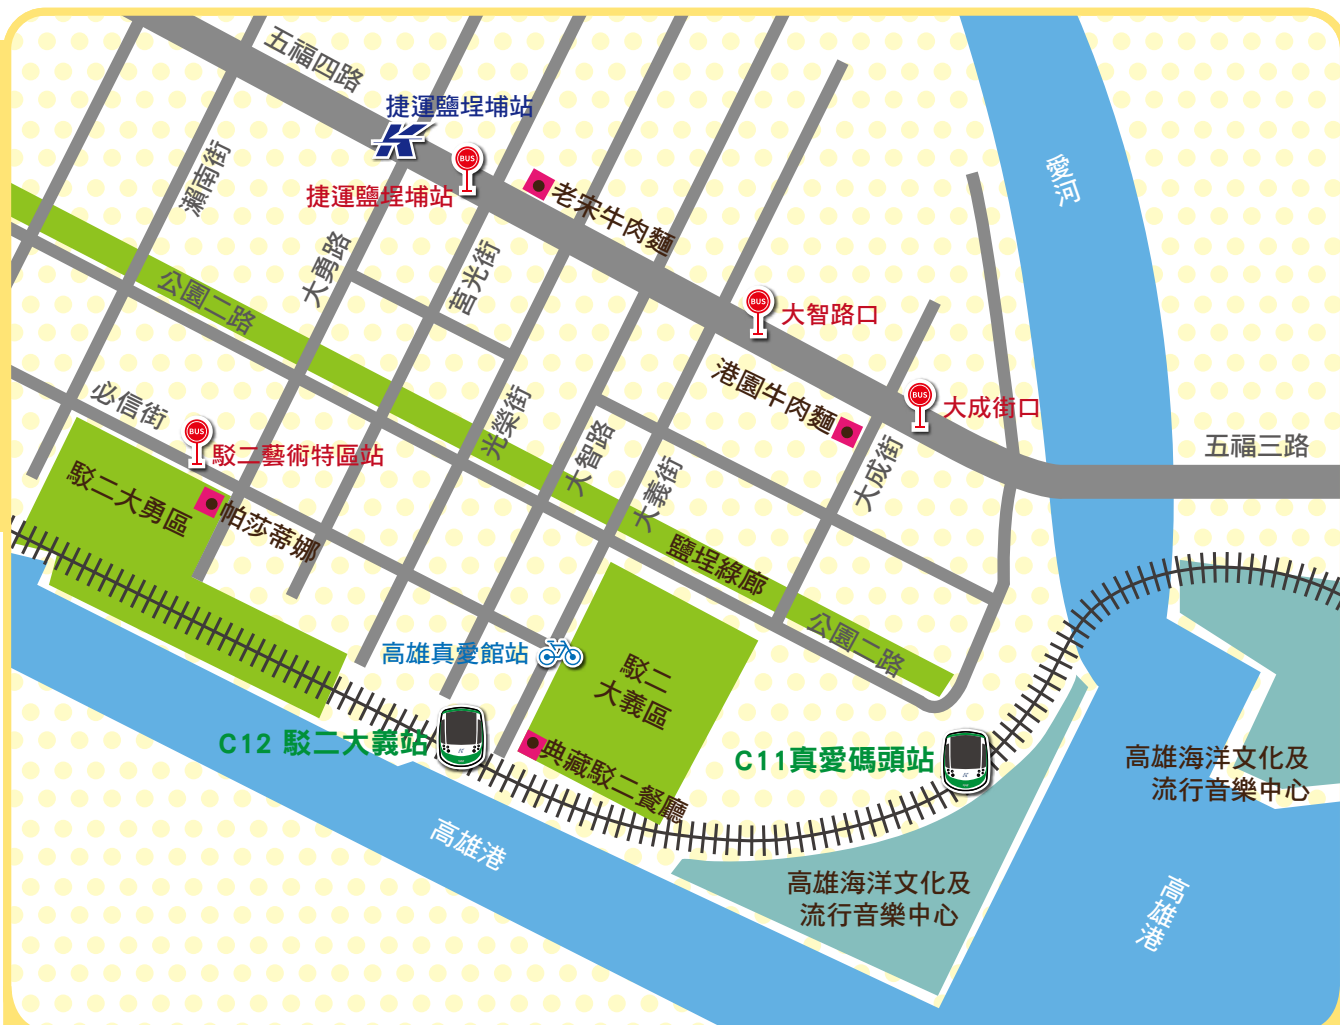 五福四路
捷運鹽埕埔站
BUS
捷運鹽埕埔站
老宋牛肉麵
瀨南街
愛河
大勇路
莒光街
公園二路
BUS
大智路口
港園牛肉麵
BUS
大成街口
必信街
BUS
駁二藝術特區站
光榮街
大智路
大義街
大成街
五福三路
駁二大勇區
帕莎蒂娜
鹽埕綠廊
公園二路
高雄真愛館站
駁二
大義區
C12 駁二大義站
典藏駁二餐廳
C11真愛碼頭站
高雄海洋文化及
流行音樂中心
高雄港
高雄海洋文化及
流行音樂中心
高雄港